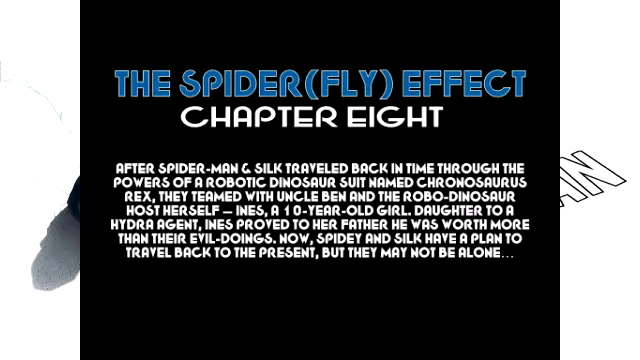 THE SPIDER(FLY) EFFECT
CHAPTER EIGHT
AFTER SPIDER-MAN & SILK TRAVELED BACK IN TIME THROUGH THE
POWERS OF A ROBOTIC DINOSAUR SUIT NAMED CHRONOSAURUS
REX, THEY TEAMED WITH UNCLE BEN AND THE ROBO-DINOSAUR
HOST HERSELF – INES, A 10-YEAR-OLD GIRL. DAUGHTER TO A
HYDRA AGENT, INES PROVED TO HER FATHER HE WAS WORTH MORE
THAN THEIR EVIL-DOINGS. NOW, SPIDEY AND SILK HAVE A PLAN TO
TRAVEL BACK TO THE PRESENT, BUT THEY MAY NOT BE ALONE...
AN